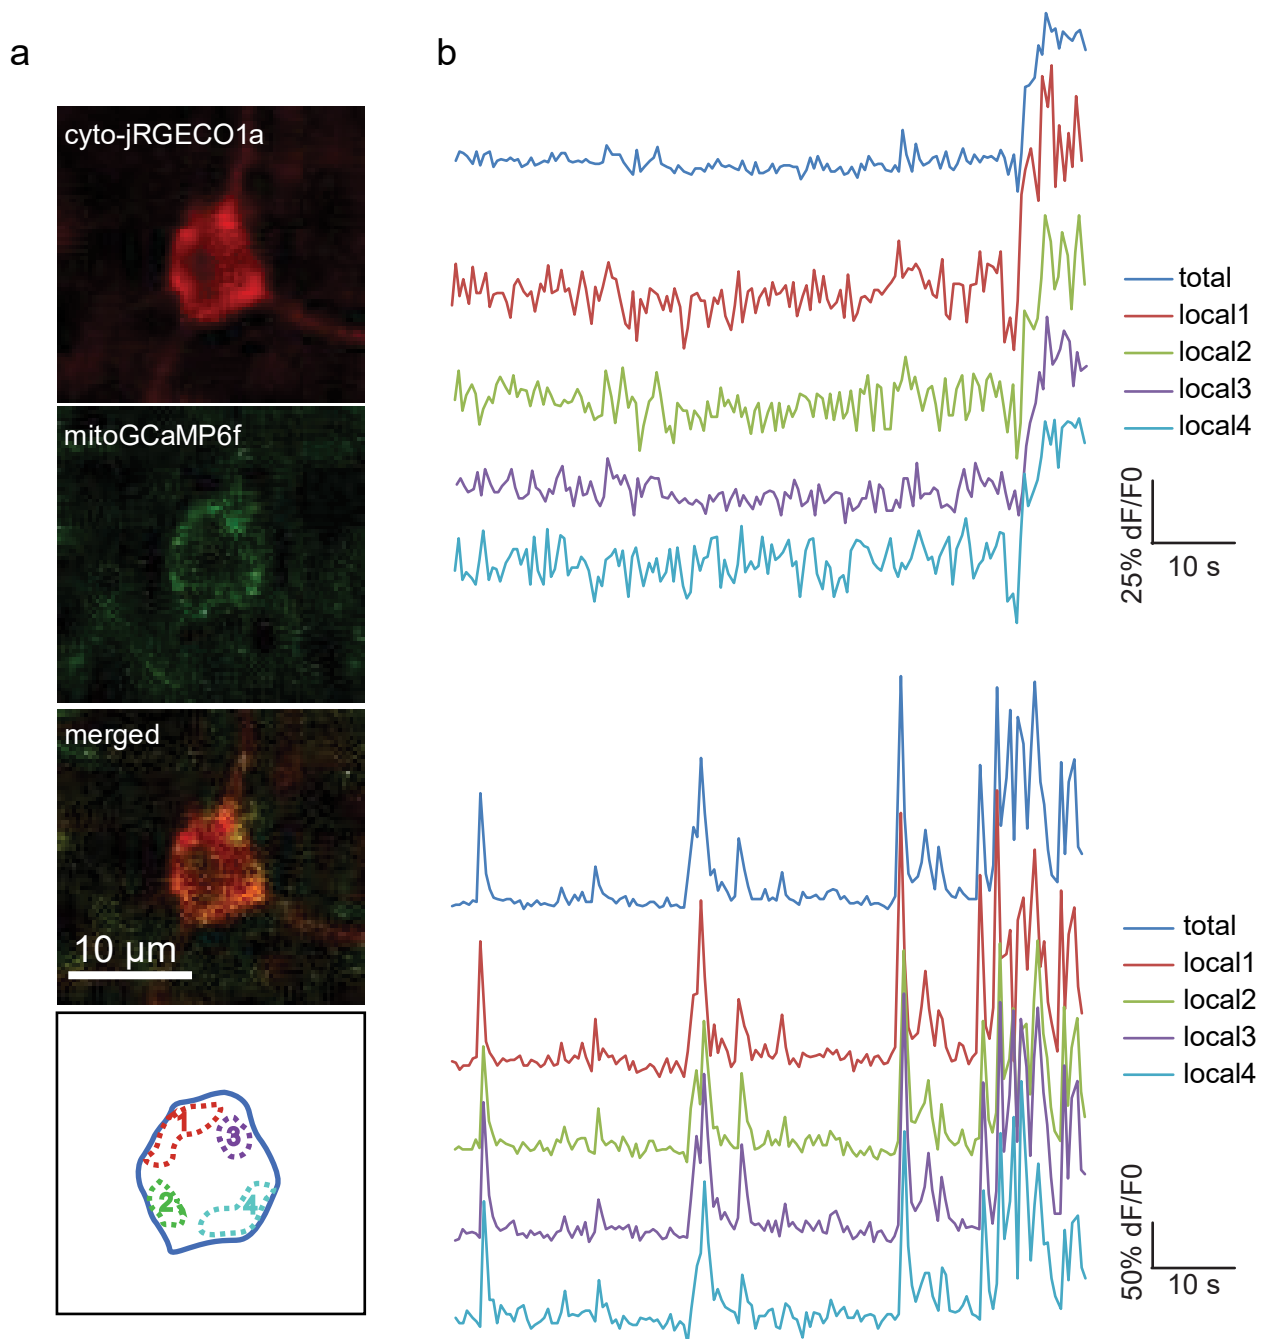 a
b
cyto-jRGECO1a
mitoGCaMP6f
merged
10 µm
1
3
2
4
total
local1
local2
local3
local4
25% dF/F0
10 s
total
local1
local2
local3
local4
50% dF/F0
10 s